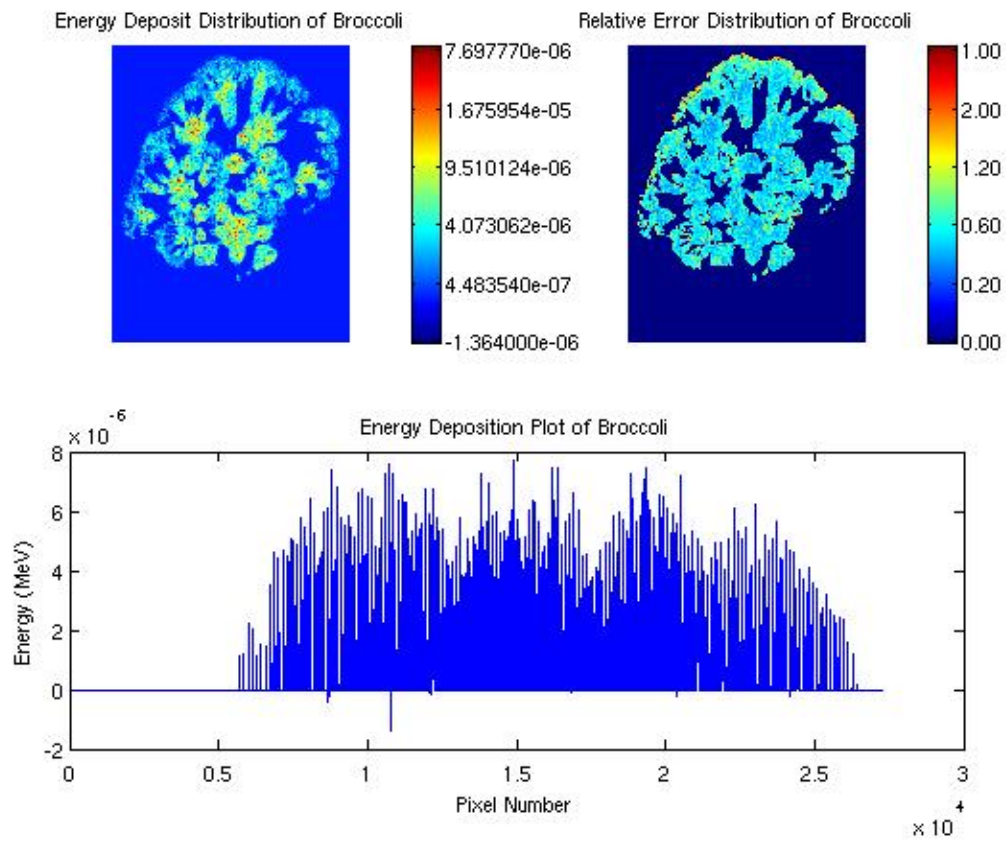 Energy Deposit Distribution of Broccoli
7.697770e-06
1.675954e-05
9.510124e-06
4.073062e-06
4.483540e-07
-1.364000e-06
Relative Error Distribution of Broccoli
1.00
2.00
1.20
0.60
0.20
0.00
Energy Deposition Plot of Broccoli
x 10
-6
8
6
4
2
0
-2
Energy (MeV)
0
0.5
1
1.5
2
2.5
3
Pixel Number
x 10
4